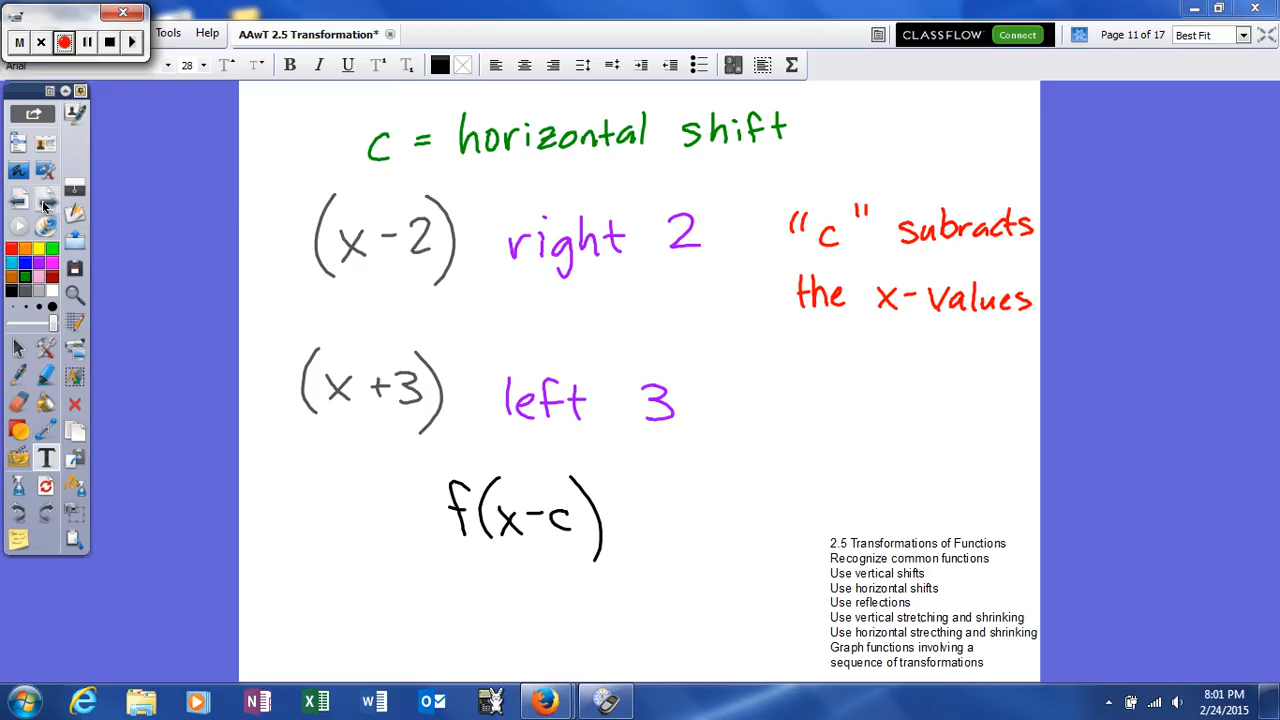 M
Tools
AAwT 2.5 Transformation*
CLASSFLOW Connect
Page 11 of 17
Best Fit
Arial
28
B I U T¹ T₁ Σ
c = horizontal shift
(x-2) right 2
"c" subracts
the x-values
(x+3) left 3
f(x-c)
T
2.5 Transformations of Functions
Recognize common functions
Use vertical shifts
Use horizontal shifts
Use reflections
Use vertical stretching and shrinking
Use horizontal strecthing and shrinking
Graph functions involving a
sequence of transformations
8:01 PM
2/24/2015